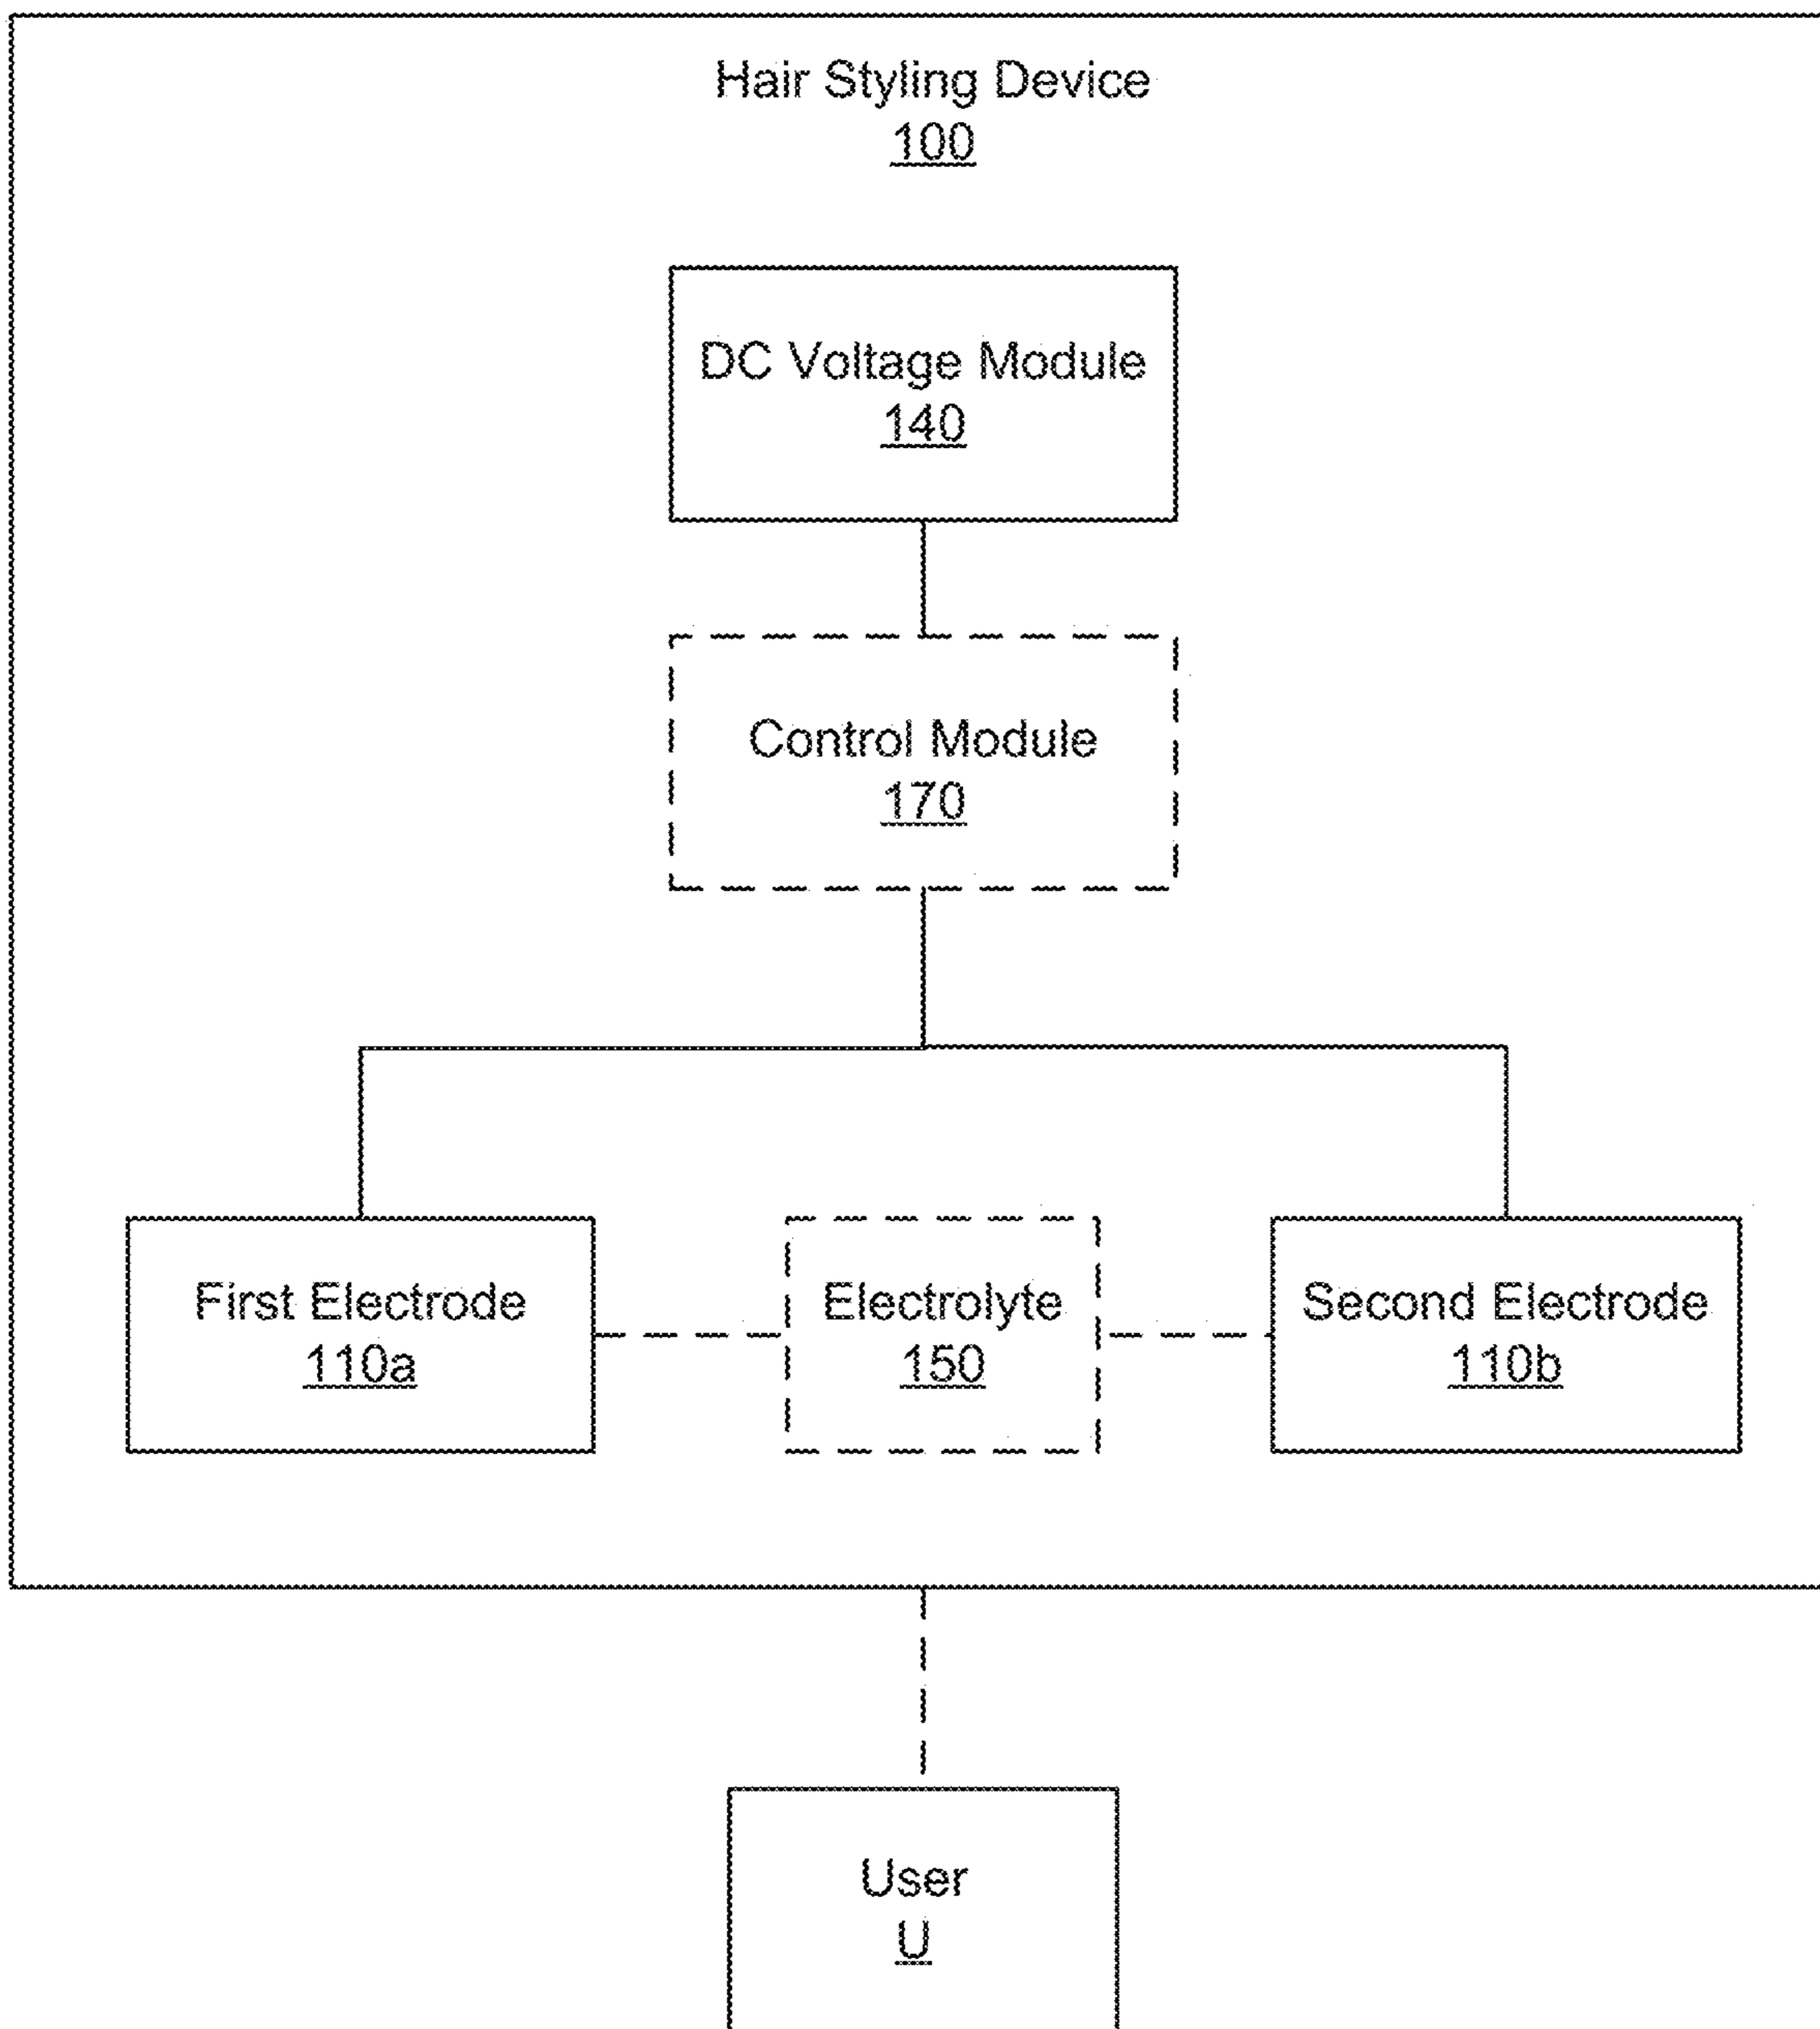 Hair Styling Device
100
DC Voltage Module
140
Control Module
170
First Electrode
110a
Electrolyte
150
Second Electrode
110b
User
U